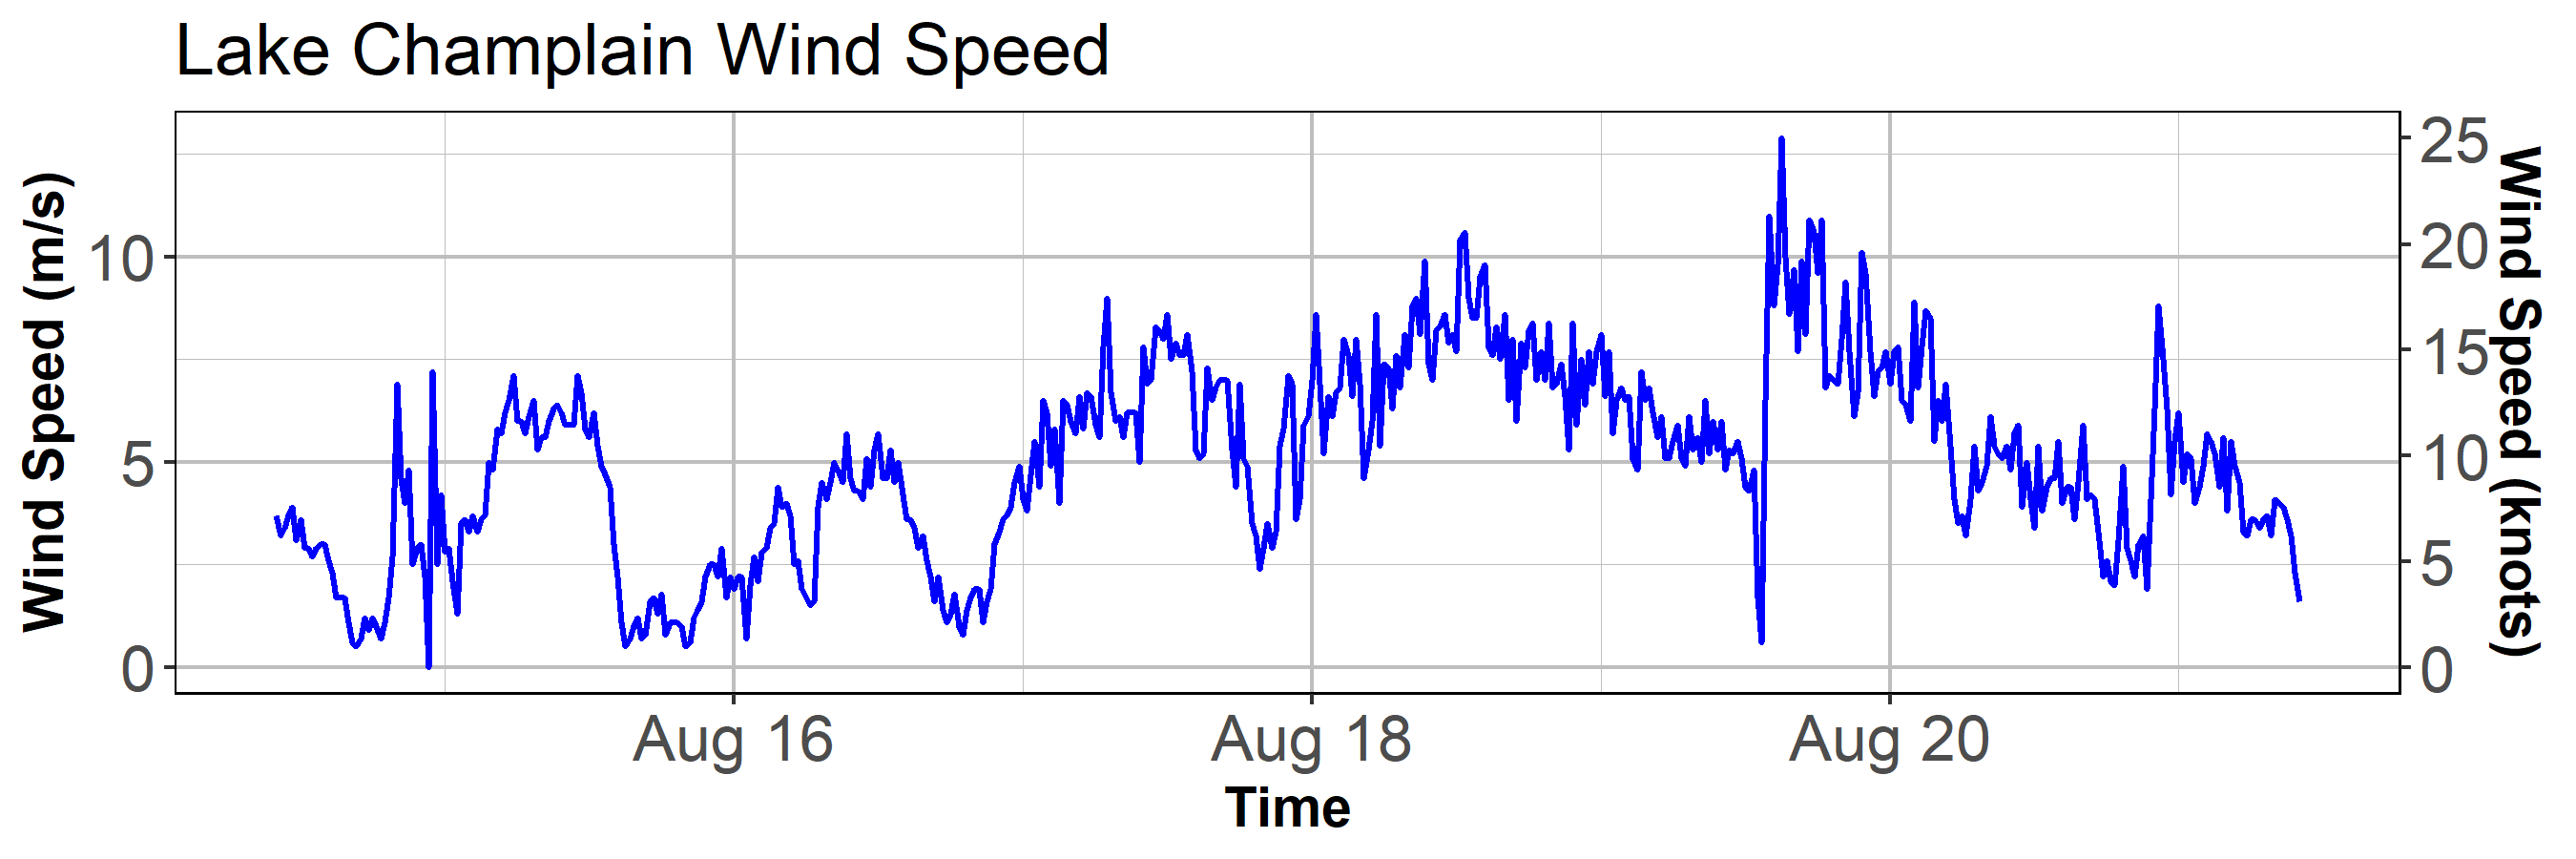 Lake Champlain Wind Speed
Wind Speed (m/s)
10
5
0
25
20
15
10
5
0
Wind Speed (knots)
Aug 16
Aug 18
Aug 20
Time